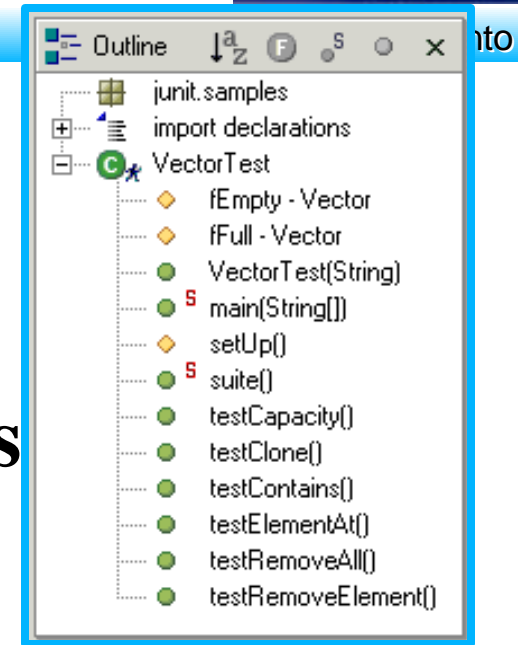 Outline
nto
junit.samples
import declarations
VectorTest
fEmpty - Vector
fFull - Vector
VectorTest(String)
S main(String[])
setUp()
S suite()
testCapacity()
testClone()
testContains()
testElementAt()
testRemoveAll()
testRemoveElement()
s